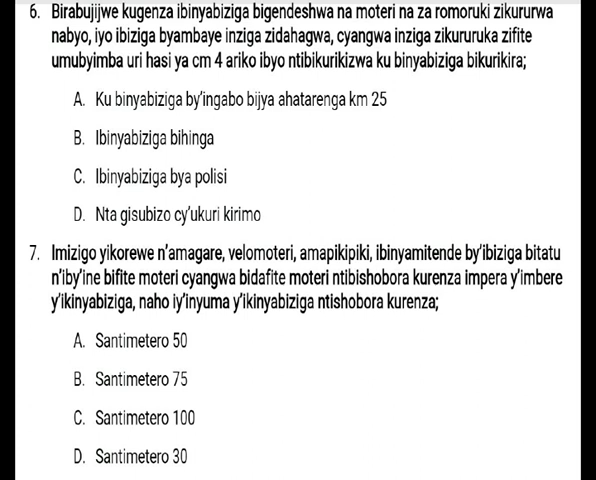 6. Birabujijwe kugenza ibinyabiziga bigendeshwa na moteri na za romoruki zikururwa
nabyo, iyo ibiziga byambaye inziga zidahagwa, cyangwa inziga zikururuka zifite
umubyimba uri hasi ya cm 4 ariko ibyo ntibikurikizwa ku binyabiziga bikurikira;
A. Ku binyabiziga by'ingabo bijya ahatarenga km 25
B. Ibinyabiziga bihinga
C. Ibinyabiziga bya polisi
D. Nta gisubizo cy'ukuri kirimo
7. Imizigo yikorewe n'amagare, velomoteri, amapikipiki, ibinyamitende by'ibiziga bitatu
n'iby'ine bifite moteri cyangwa bidafite moteri ntibishobora kurenza impera y'imbere
y'ikinyabiziga, naho iy'inyuma y'ikinyabiziga ntishobora kurenza;
A. Santimetero 50
B. Santimetero 75
C. Santimetero 100
D. Santimetero 30